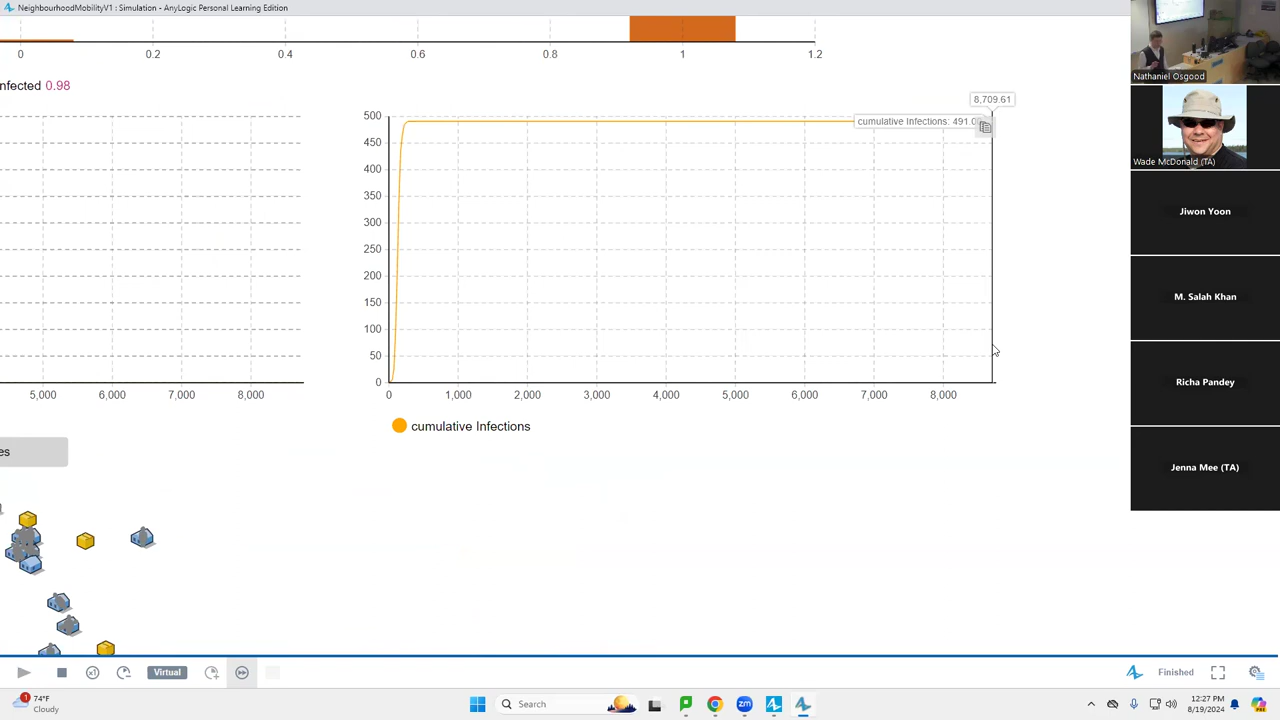 NeighbourhoodMobilityV1 : Simulation - AnyLogic Personal Learning Edition
0 0.2 0.4 0.6 0.8 1 1.2
nfected 0.98
8,709.61
cumulative Infections: 491.0
500
450
400
350
300
250
200
150
100
50
0
5,000 6,000 7,000 8,000
0 1,000 2,000 3,000 4,000 5,000 6,000 7,000 8,000
cumulative Infections
es
Nathaniel Osgood
Wade McDonald (TA)
Jiwon Yoon
M. Salah Khan
Richa Pandey
Jenna Mee (TA)
x1
Virtual
Finished
1
74°F
Cloudy
Search
zm
12:27 PM
8/19/2024